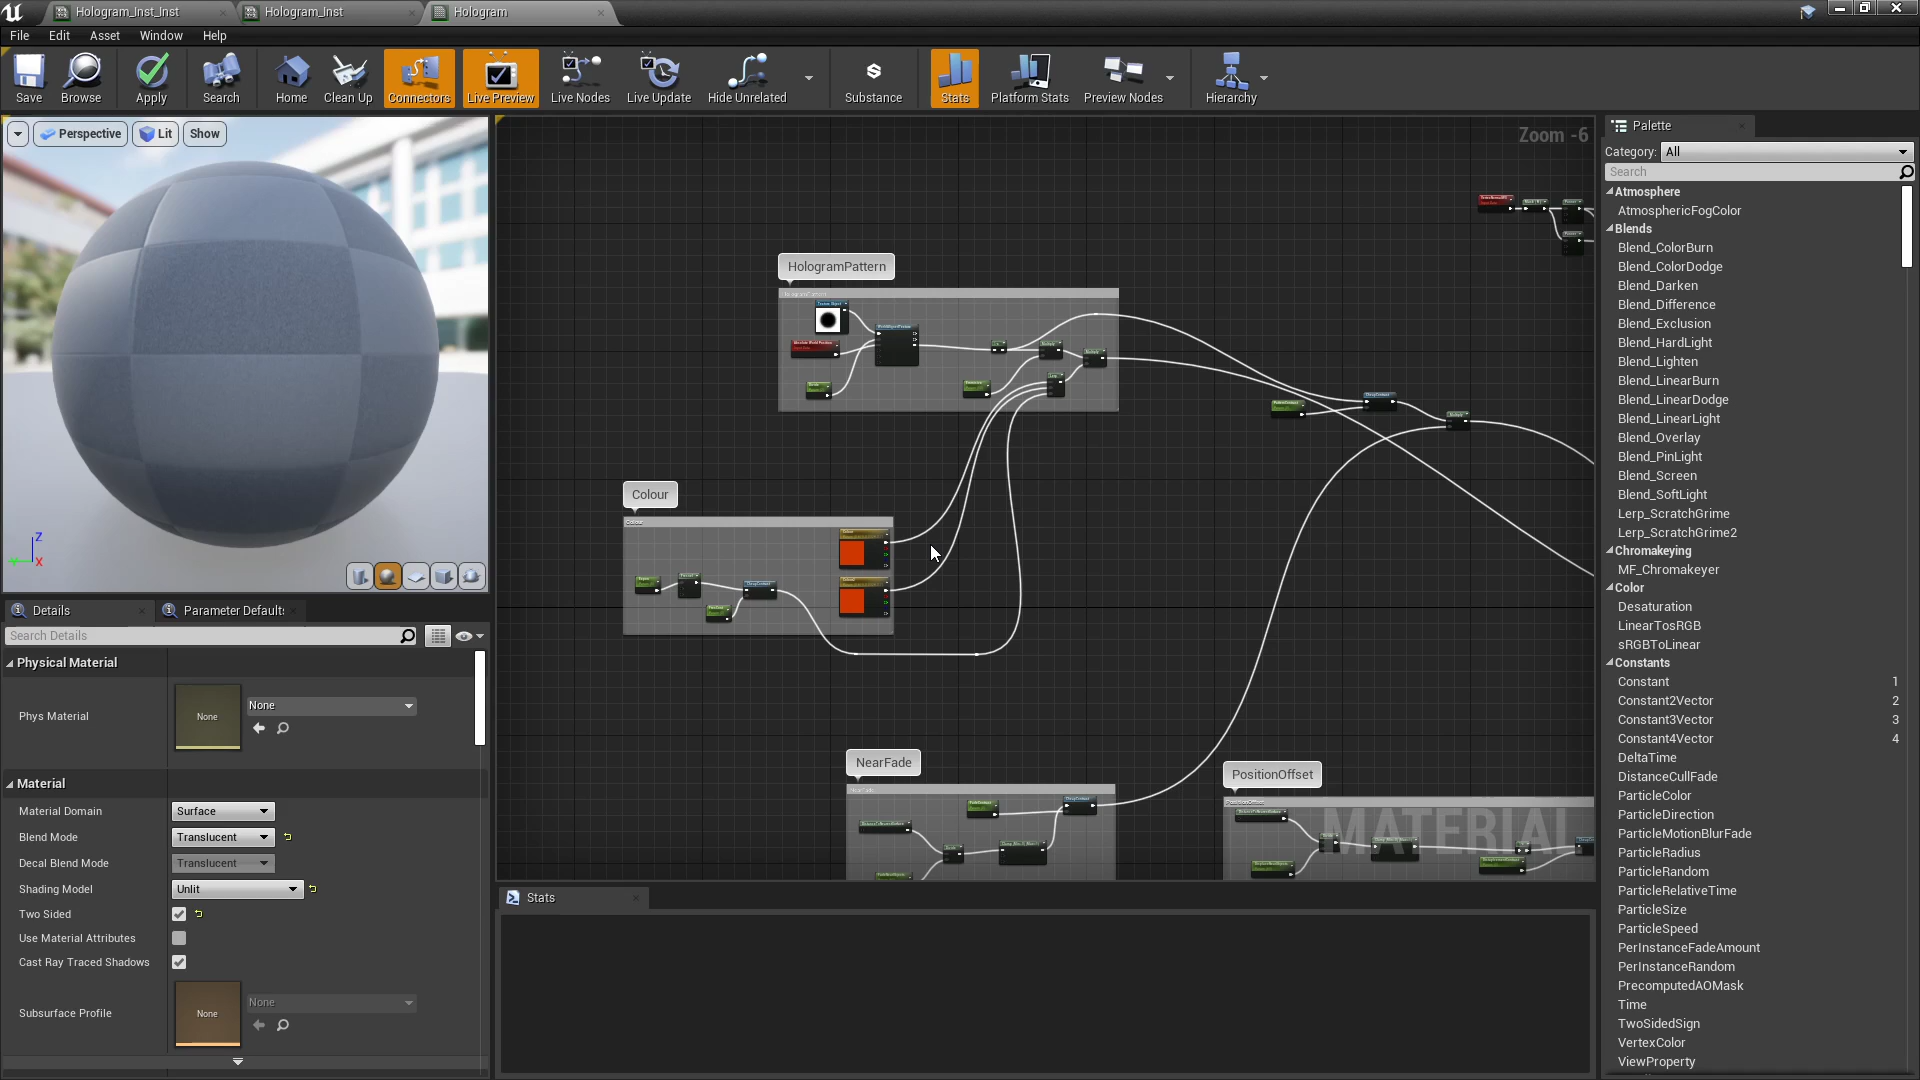 Hologram_Inst_Inst
Hologram_Inst
Hologram
File Edit Asset Window Help
Save
Browse
Apply
Search
Home
Clean Up
Connectors
Live Preview
Live Nodes
Live Update
Hide Unrelated
Substance
Stats
Platform Stats
Preview Nodes
Hierarchy
Perspective
Lit
Show
Z
Y
X
Details
Parameter Default
Search Details
Physical Material
Phys Material
None
None
Material
Material Domain
Surface
Blend Mode
Translucent
Decal Blend Mode
Translucent
Shading Model
Unlit
Two Sided
Use Material Attributes
Cast Ray Traced Shadows
Subsurface Profile
None
None
Zoom -6
HologramPattern
Colour
Colour
NearFade
NearFade
PositionOffset
PositionOffset
MATERIAL
Stats
Palette
Category: All
Search
Atmosphere
AtmosphericFogColor
Blends
Blend_ColorBurn
Blend_ColorDodge
Blend_Darken
Blend_Difference
Blend_Exclusion
Blend_HardLight
Blend_Lighten
Blend_LinearBurn
Blend_LinearDodge
Blend_LinearLight
Blend_Overlay
Blend_PinLight
Blend_Screen
Blend_SoftLight
Lerp_ScratchGrime
Lerp_ScratchGrime2
Chromakeying
MF_Chromakeyer
Color
Desaturation
LinearTosRGB
sRGBToLinear
Constants
Constant 1
Constant2Vector 2
Constant3Vector 3
Constant4Vector 4
DeltaTime
DistanceCullFade
ParticleColor
ParticleDirection
ParticleMotionBlurFade
ParticleRadius
ParticleRandom
ParticleRelativeTime
ParticleSize
ParticleSpeed
PerInstanceFadeAmount
PerInstanceRandom
PrecomputedAOMask
Time
TwoSidedSign
VertexColor
ViewProperty